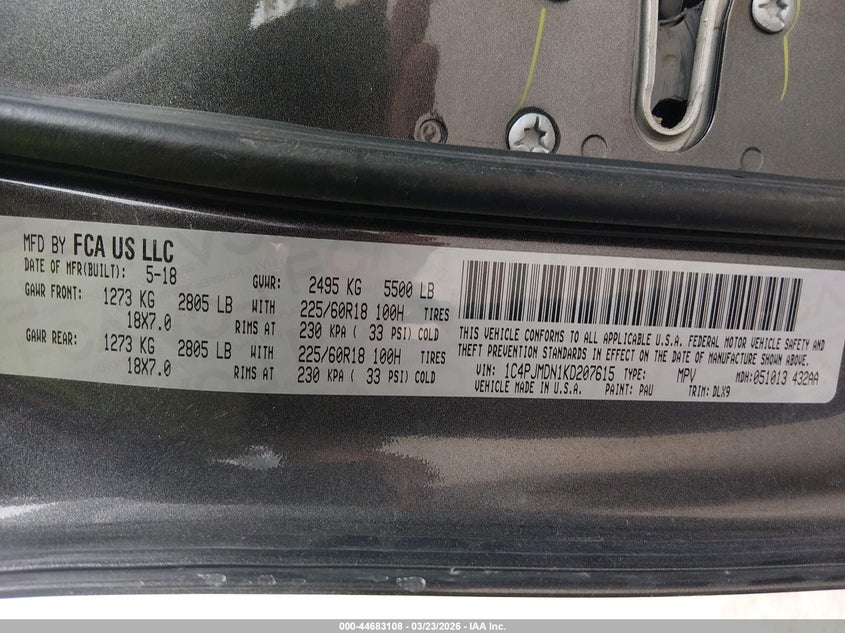 MFD BY FCA US LLC
DATE OF MFR(BUILT): 5-18 GVWR: 2495 KG 5500 LB
GAWR FRONT: 1273 KG 2805 LB WITH 225/60R18 100H TIRES
18X7.0 RIMS AT 230 KPA ( 33 PSI) COLD
GAWR REAR: 1273 KG 2805 LB WITH 225/60R18 100H TIRES
18X7.0 RIMS AT 230 KPA ( 33 PSI) COLD
THIS VEHICLE CONFORMS TO ALL APPLICABLE U.S.A. FEDERAL MOTOR VEHICLE SAFETY AND
THEFT PREVENTION STANDARDS IN EFFECT ON THE DATE OF MANUFACTURE SHOWN ABOVE.
VIN: 1C4PJMDN1KD207615 TYPE: MPV MDH:051013 432AA
VEHICLE MADE IN U.S.A. PAINT: PAU TRIM: DLX9
000-44683108 - 03/23/2026 - IAA Inc.